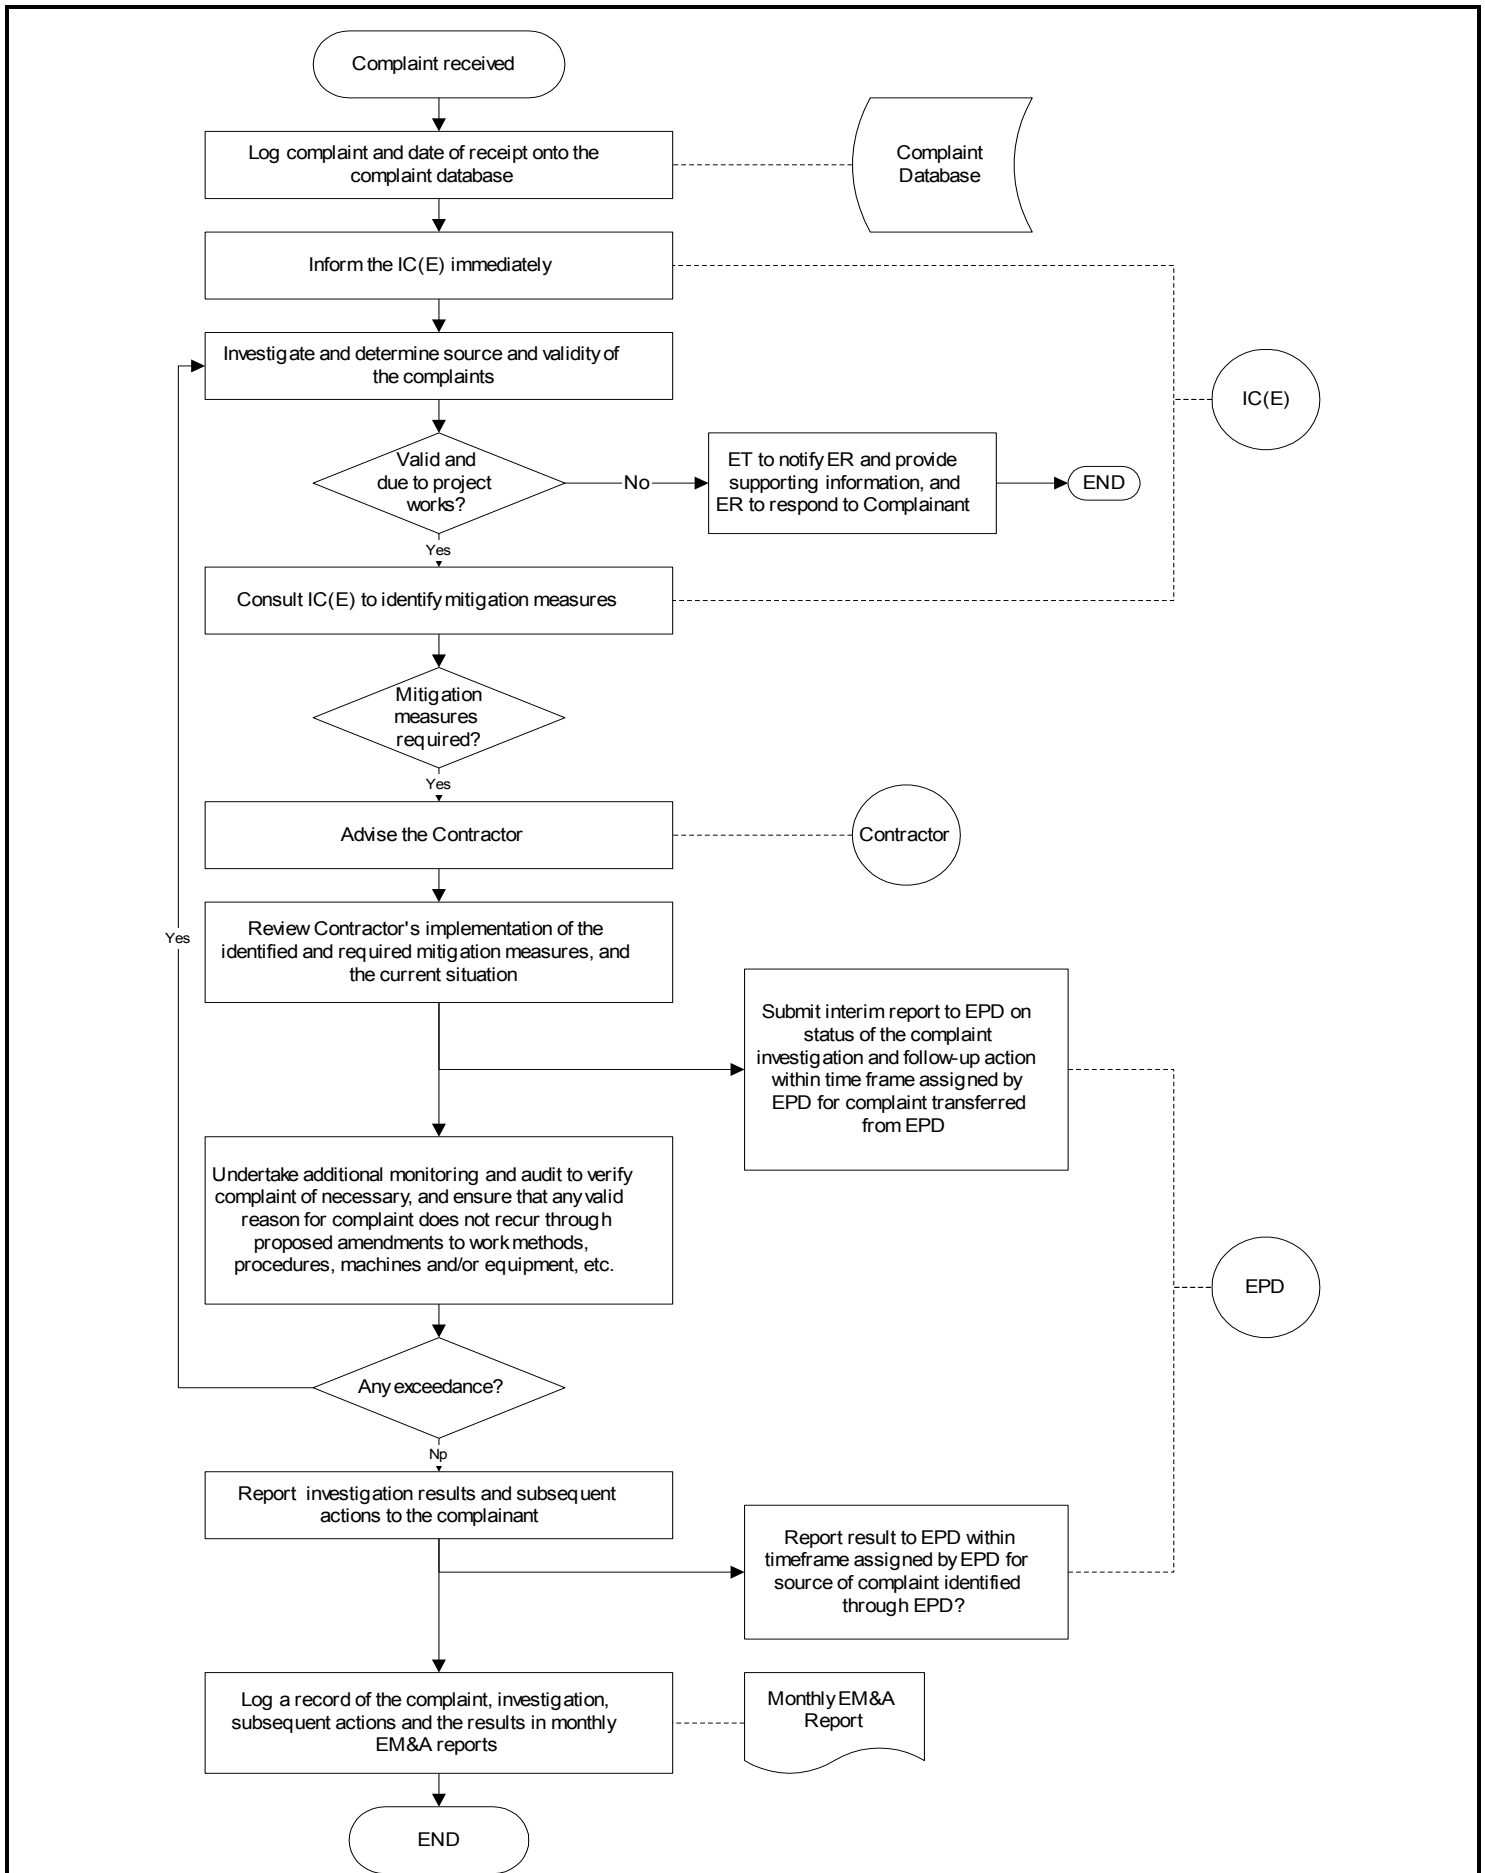 Complaint received
Log complaint and date of receipt onto the
complaint database
Complaint
Database
Inform the IC(E) immediately
Investigate and determine source and validity of
the complaints
IC(E)
Valid and
due to project
works?
No
ET to notify ER and provide
supporting information, and
ER to respond to Complainant
END
Yes
Consult IC(E) to identify mitigation measures
Mitigation
measures
required?
Yes
Advise the Contractor
Contractor
Review Contractor's implementation of the
identified and required mitigation measures, and
the current situation
Yes
Submit interim report to EPD on
status of the complaint
investigation and follow-up action
within time frame assigned by
EPD for complaint transferred
from EPD
Undertake additional monitoring and audit to verify
complaint of necessary, and ensure that any valid
reason for complaint does not recur through
proposed amendments to work methods,
procedures, machines and/or equipment, etc.
EPD
Any exceedance?
Np
Report investigation results and subsequent
actions to the complainant
Report result to EPD within
timeframe assigned by EPD for
source of complaint identified
through EPD?
Log a record of the complaint, investigation,
subsequent actions and the results in monthly
EM&A reports
Monthly EM&A
Report
END